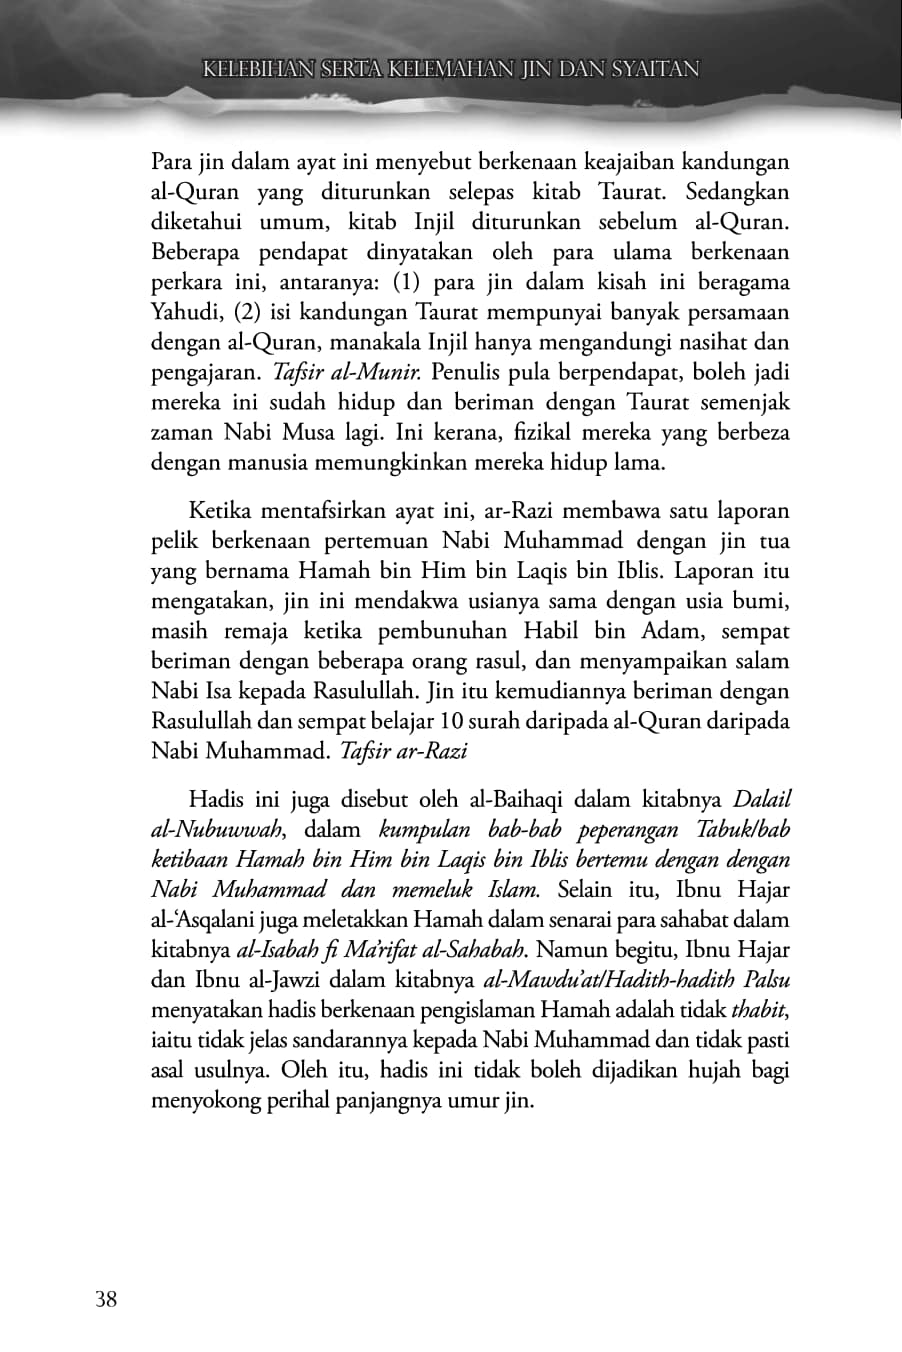 KELEBIHAN SERTA KELEMAHAN JIN DAN SYAITAN
Para jin dalam ayat ini menyebut berkenaan keajaiban kandungan
al-Quran yang diturunkan selepas kitab Taurat. Sedangkan
diketahui umum, kitab Injil diturunkan sebelum al-Quran.
Beberapa pendapat dinyatakan oleh para ulama berkenaan
perkara ini, antaranya: (1) para jin dalam kisah ini beragama
Yahudi, (2) isi kandungan Taurat mempunyai banyak persamaan
dengan al-Quran, manakala Injil hanya mengandungi nasihat dan
pengajaran. Tafsir al-Munir. Penulis pula berpendapat, boleh jadi
mereka ini sudah hidup dan beriman dengan Taurat semenjak
zaman Nabi Musa lagi. Ini kerana, fizikal mereka yang berbeza
dengan manusia memungkinkan mereka hidup lama.
Ketika mentafsirkan ayat ini, ar-Razi membawa satu laporan
pelik berkenaan pertemuan Nabi Muhammad dengan jin tua
yang bernama Hamah bin Him bin Laqis bin Iblis. Laporan itu
mengatakan, jin ini mendakwa usianya sama dengan usia bumi,
masih remaja ketika pembunuhan Habil bin Adam, sempat
beriman dengan beberapa orang rasul, dan menyampaikan salam
Nabi Isa kepada Rasulullah. Jin itu kemudiannya beriman dengan
Rasulullah dan sempat belajar 10 surah daripada al-Quran daripada
Nabi Muhammad. Tafsir ar-Razi
Hadis ini juga disebut oleh al-Baihaqi dalam kitabnya Dalail
al-Nubuwwah, dalam kumpulan bab-bab peperangan Tabuk/bab
ketibaan Hamah bin Him bin Laqis bin Iblis bertemu dengan dengan
Nabi Muhammad dan memeluk Islam. Selain itu, Ibnu Hajar
al-‘Asqalani juga meletakkan Hamah dalam senarai para sahabat dalam
kitabnya al-Isabah fi Ma’rifat al-Sahabah. Namun begitu, Ibnu Hajar
dan Ibnu al-Jawzi dalam kitabnya al-Mawdu’at/Hadith-hadith Palsu
menyatakan hadis berkenaan pengislaman Hamah adalah tidak thabit,
iaitu tidak jelas sandarannya kepada Nabi Muhammad dan tidak pasti
asal usulnya. Oleh itu, hadis ini tidak boleh dijadikan hujah bagi
menyokong perihal panjangnya umur jin.
38